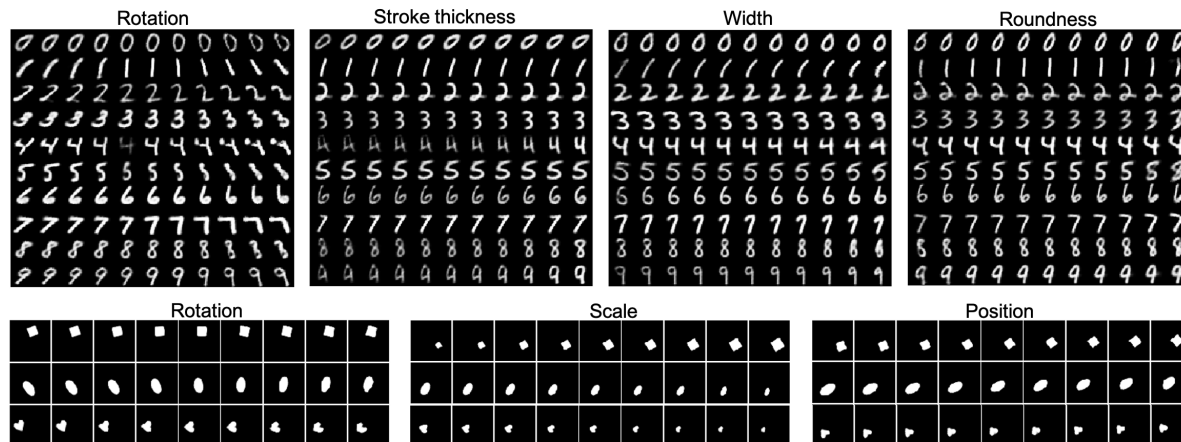 Rotation
Stroke thickness
Width
Roundness
Rotation
Scale
Position